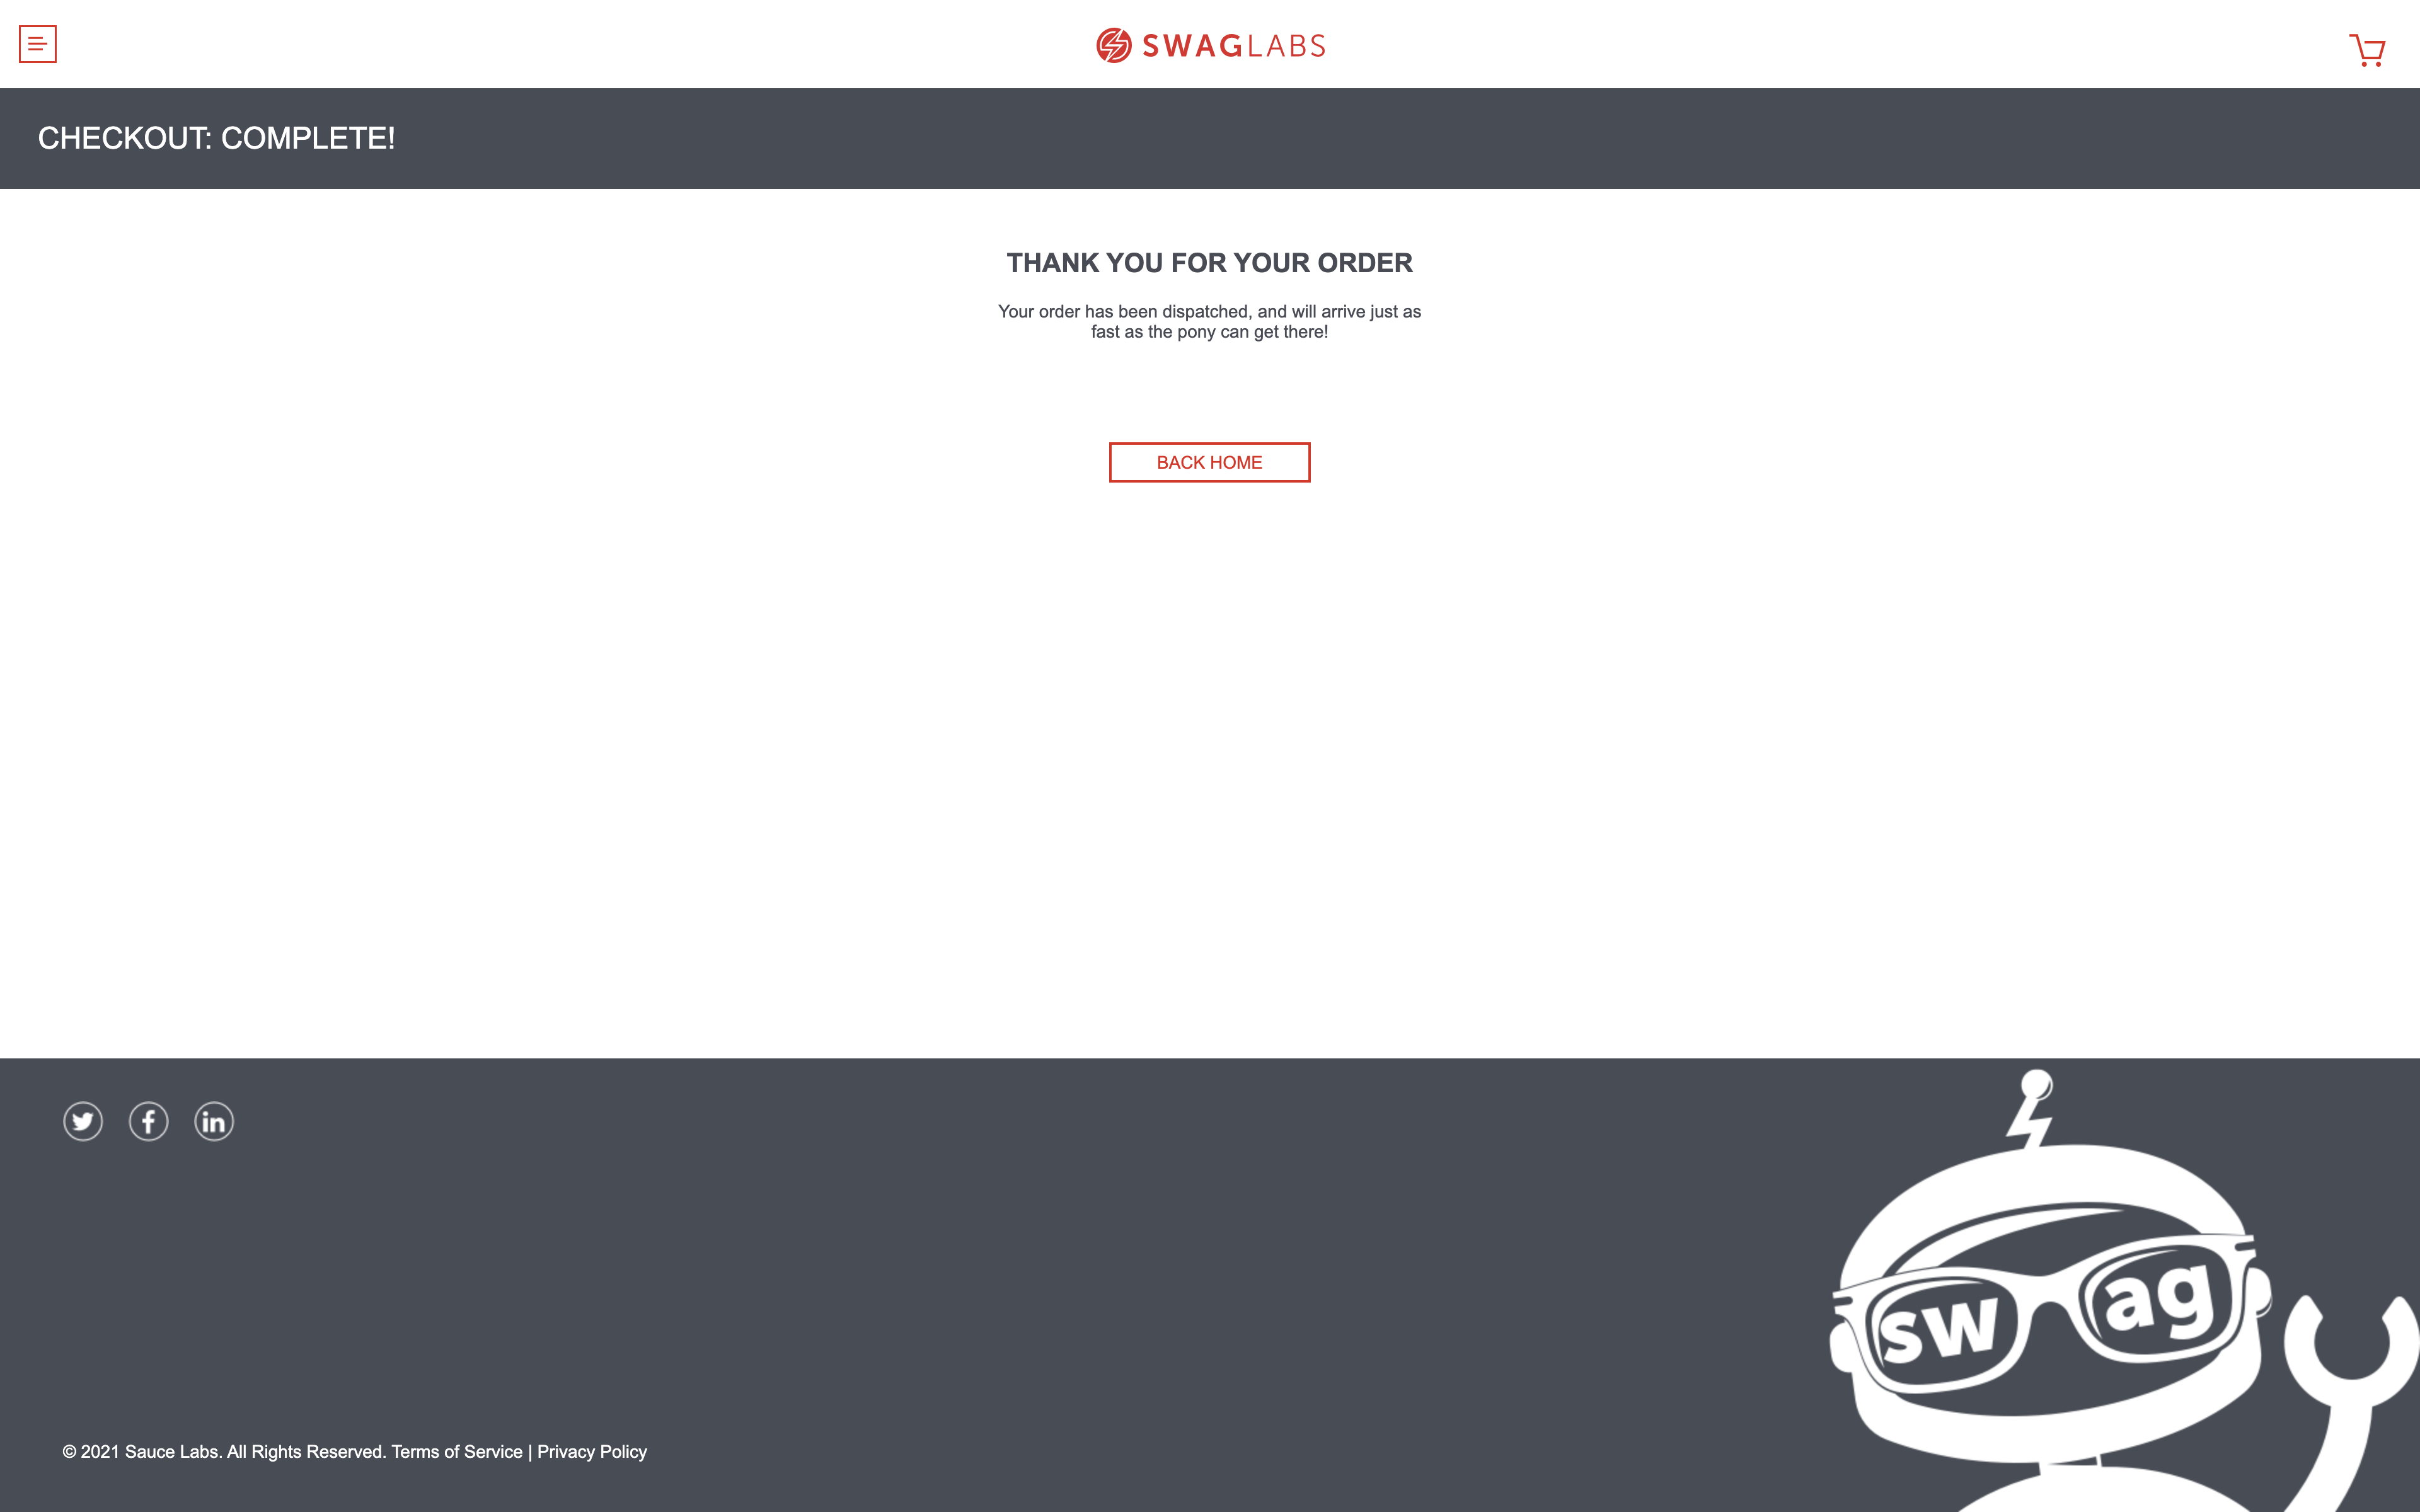 SWAGLABS
CHECKOUT: COMPLETE!
THANK YOU FOR YOUR ORDER
Your order has been dispatched, and will arrive just as
fast as the pony can get there!
BACK HOME
sw ag
© 2021 Sauce Labs. All Rights Reserved. Terms of Service | Privacy Policy